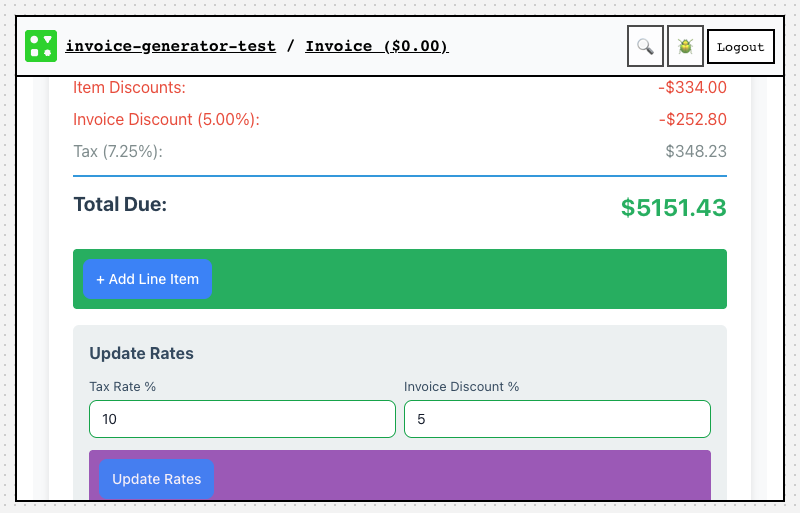 invoice-generator-test / Invoice ($0.00)
Logout
Item Discounts: -$334.00
Invoice Discount (5.00%): -$252.80
Tax (7.25%): $348.23
Total Due: $5151.43
+ Add Line Item
Update Rates
Tax Rate % Invoice Discount %
10 5
Update Rates